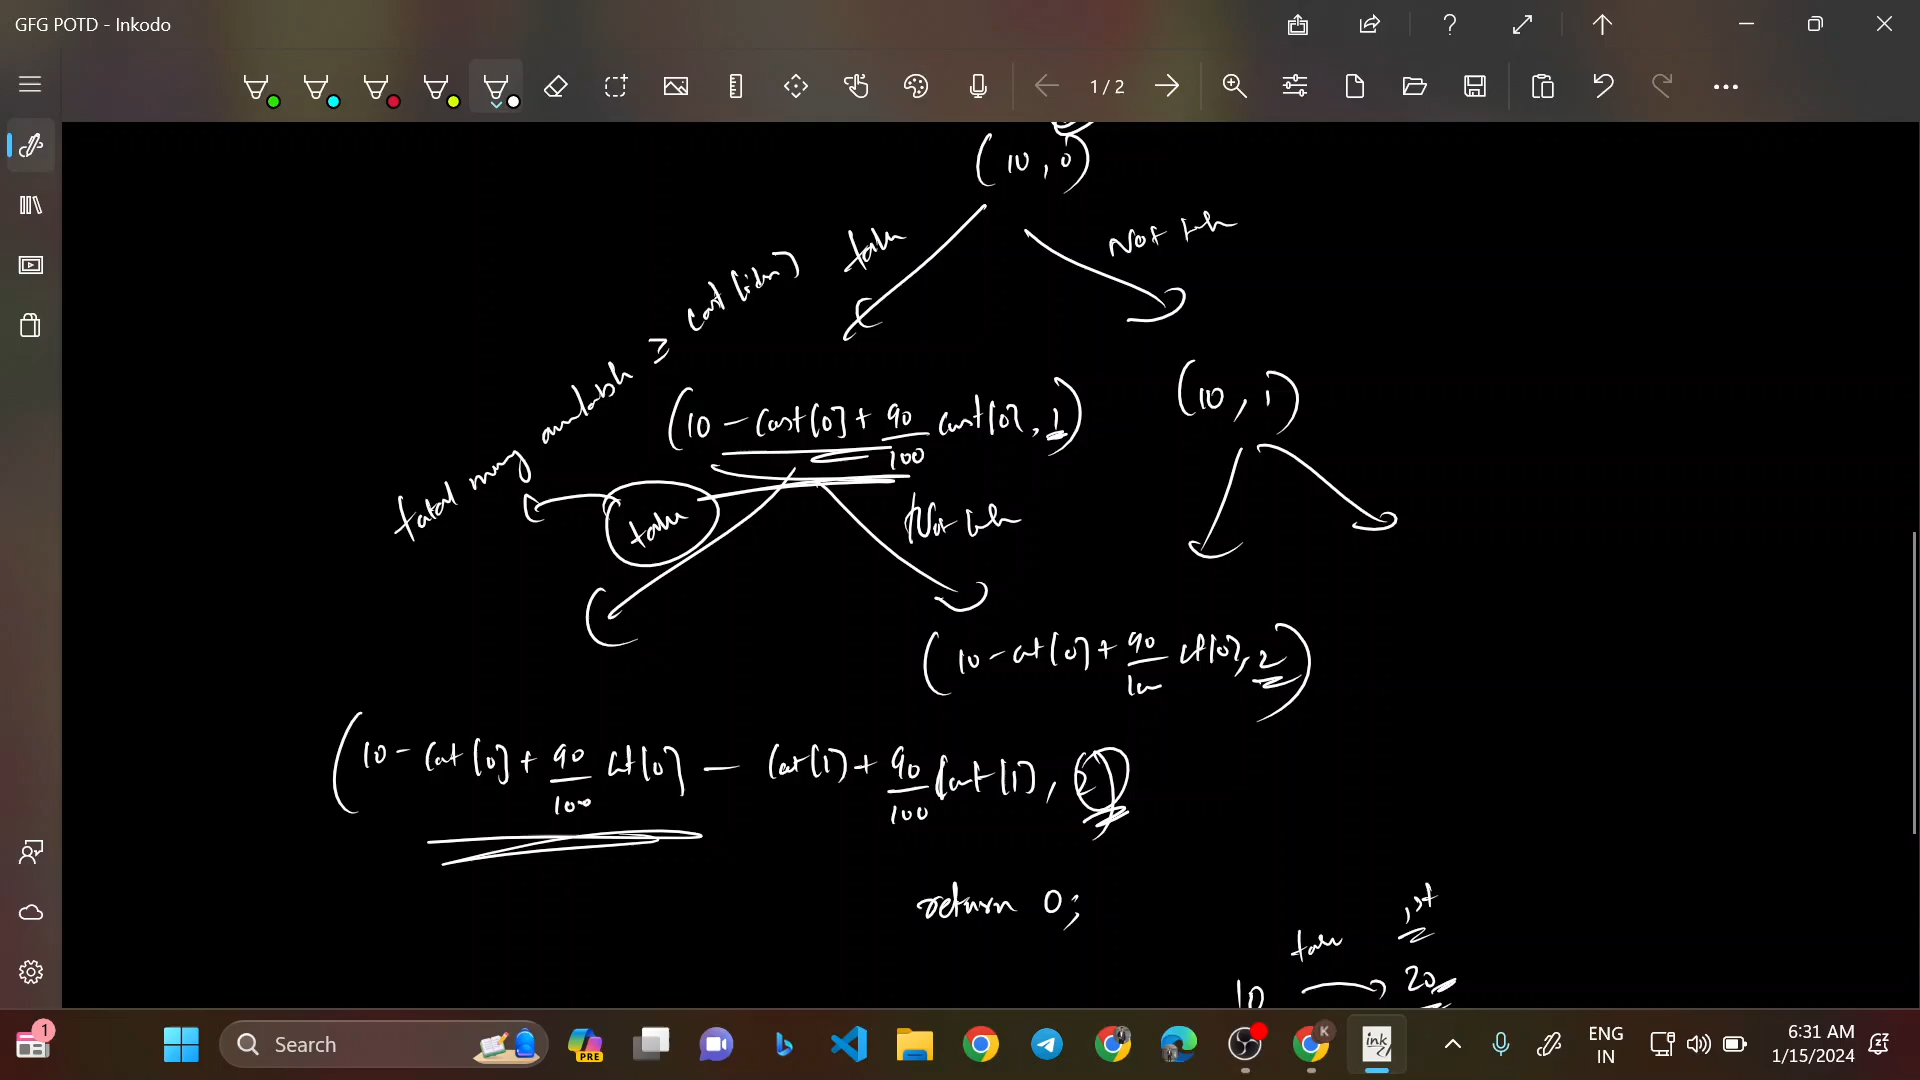 GFG POTD - Inkodo
1 / 2
(10, 0)
take
Not take
total money available ≥ cost[idx]
(10 - cost[0] + 90/100 cost[0], 1)
(10, 1)
take
Not take
(10 - cost[0] + 90/100 cost[0], 2)
(10 - cost[0] + 90/100 cost[0] - cost[1] + 90/100 cost[1], 2)
return 0;
1st
take
10 → 20
1
Search
PRE
K
ink
ENG
IN
6:31 AM
1/15/2024